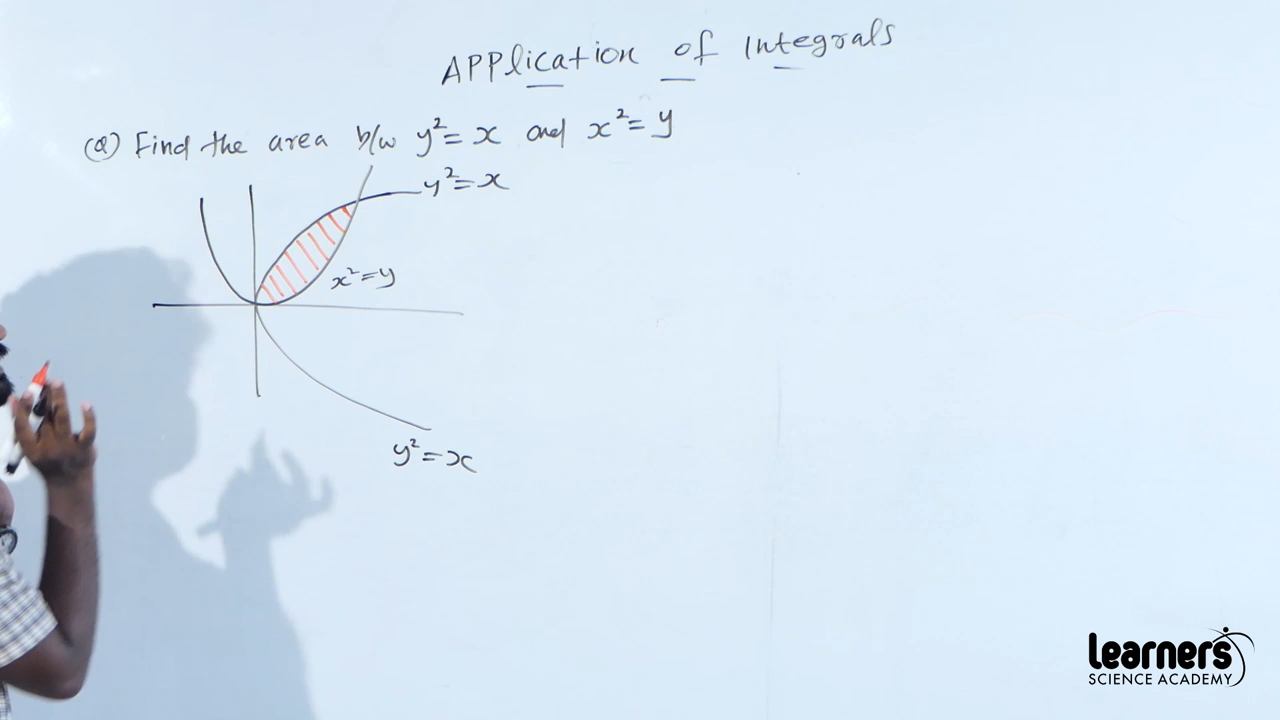 APPlication of Integrals
(Q) Find the area b/w y²= x and x²= y
y²=x
x²=y
y²=x
Learners
SCIENCE ACADEMY